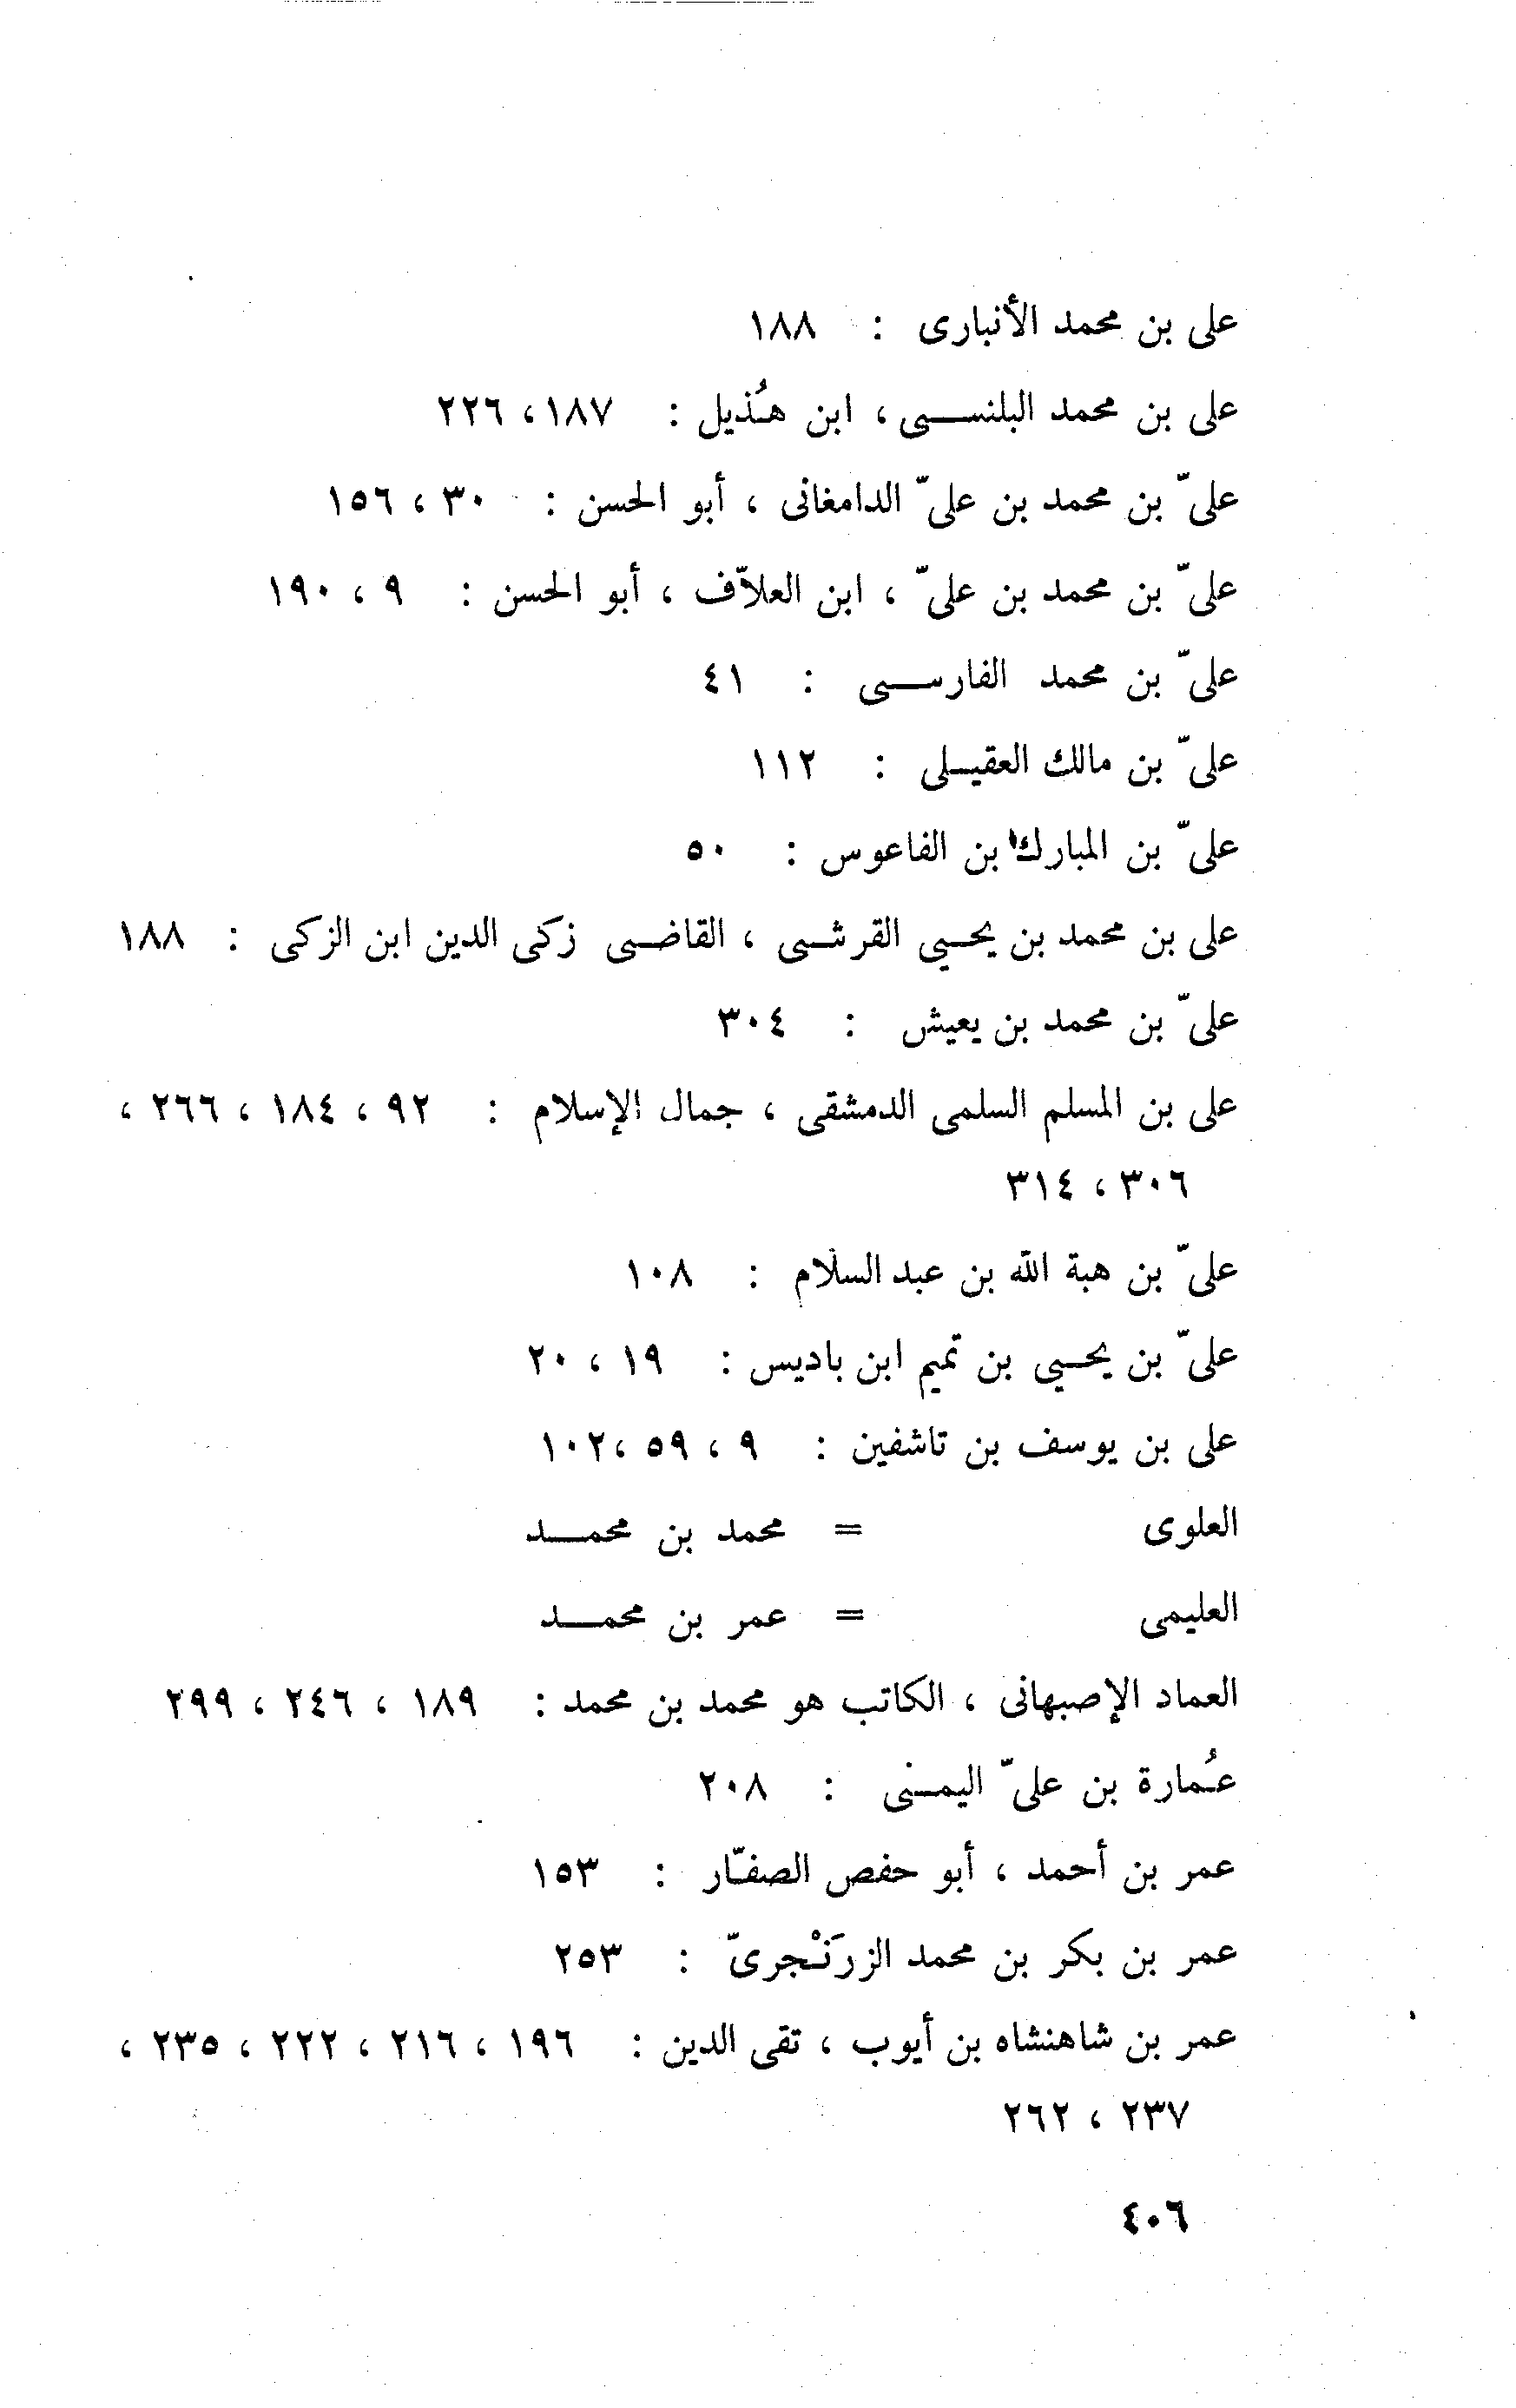 على بن محمد الأنبارى : ١٨٨
على بن محمد البلنسى ، ابن هُذيل : ١٨٧ ، ٢٢٦
علىّ بن محمد بن علىّ الدامغانى ، أبو الحسن : ٣٠ ، ١٥٦
علىّ بن محمد بن علىّ ، ابن العلاّف ، أبو الحسن : ٩ ، ١٩٠
علىّ بن محمد الفارسى : ٤١
علىّ بن مالك العقيلى : ١١٢
علىّ بن المبارك بن الفاعوس : ٥٠
على بن محمد بن يحيى القرشى ، القاضى زكى الدين ابن الزكى : ١٨٨
علىّ بن محمد بن يعيش : ٣٠٤
على بن المسلم السلمى الدمشقى ، جمال الإسلام : ٩٢ ، ١٨٤ ، ٢٦٦ ،
٣٠٦ ، ٣١٤
علىّ بن هبة الله بن عبد السلام : ١٠٨
علىّ بن يحيى بن تميم ابن باديس : ١٩ ، ٢٠
على بن يوسف بن تاشفين : ٩ ، ٥٩ ، ١٠٢
العلوى = محمد بن محمد
العليمى = عمر بن محمد
العماد الإصبهانى ، الكاتب هو محمد بن محمد : ١٨٩ ، ٢٤٦ ، ٢٩٩
عُمارة بن علىّ اليمنى : ٢٠٨
عمر بن أحمد ، أبو حفص الصفّار : ١٥٣
عمر بن بكر بن محمد الزرَنْجرىّ : ٢٥٣
عمر بن شاهنشاه بن أيوب ، تقى الدين : ١٩٦ ، ٢١٦ ، ٢٢٢ ، ٢٣٥ ،
٢٣٧ ، ٢٦٢
٤٠٦